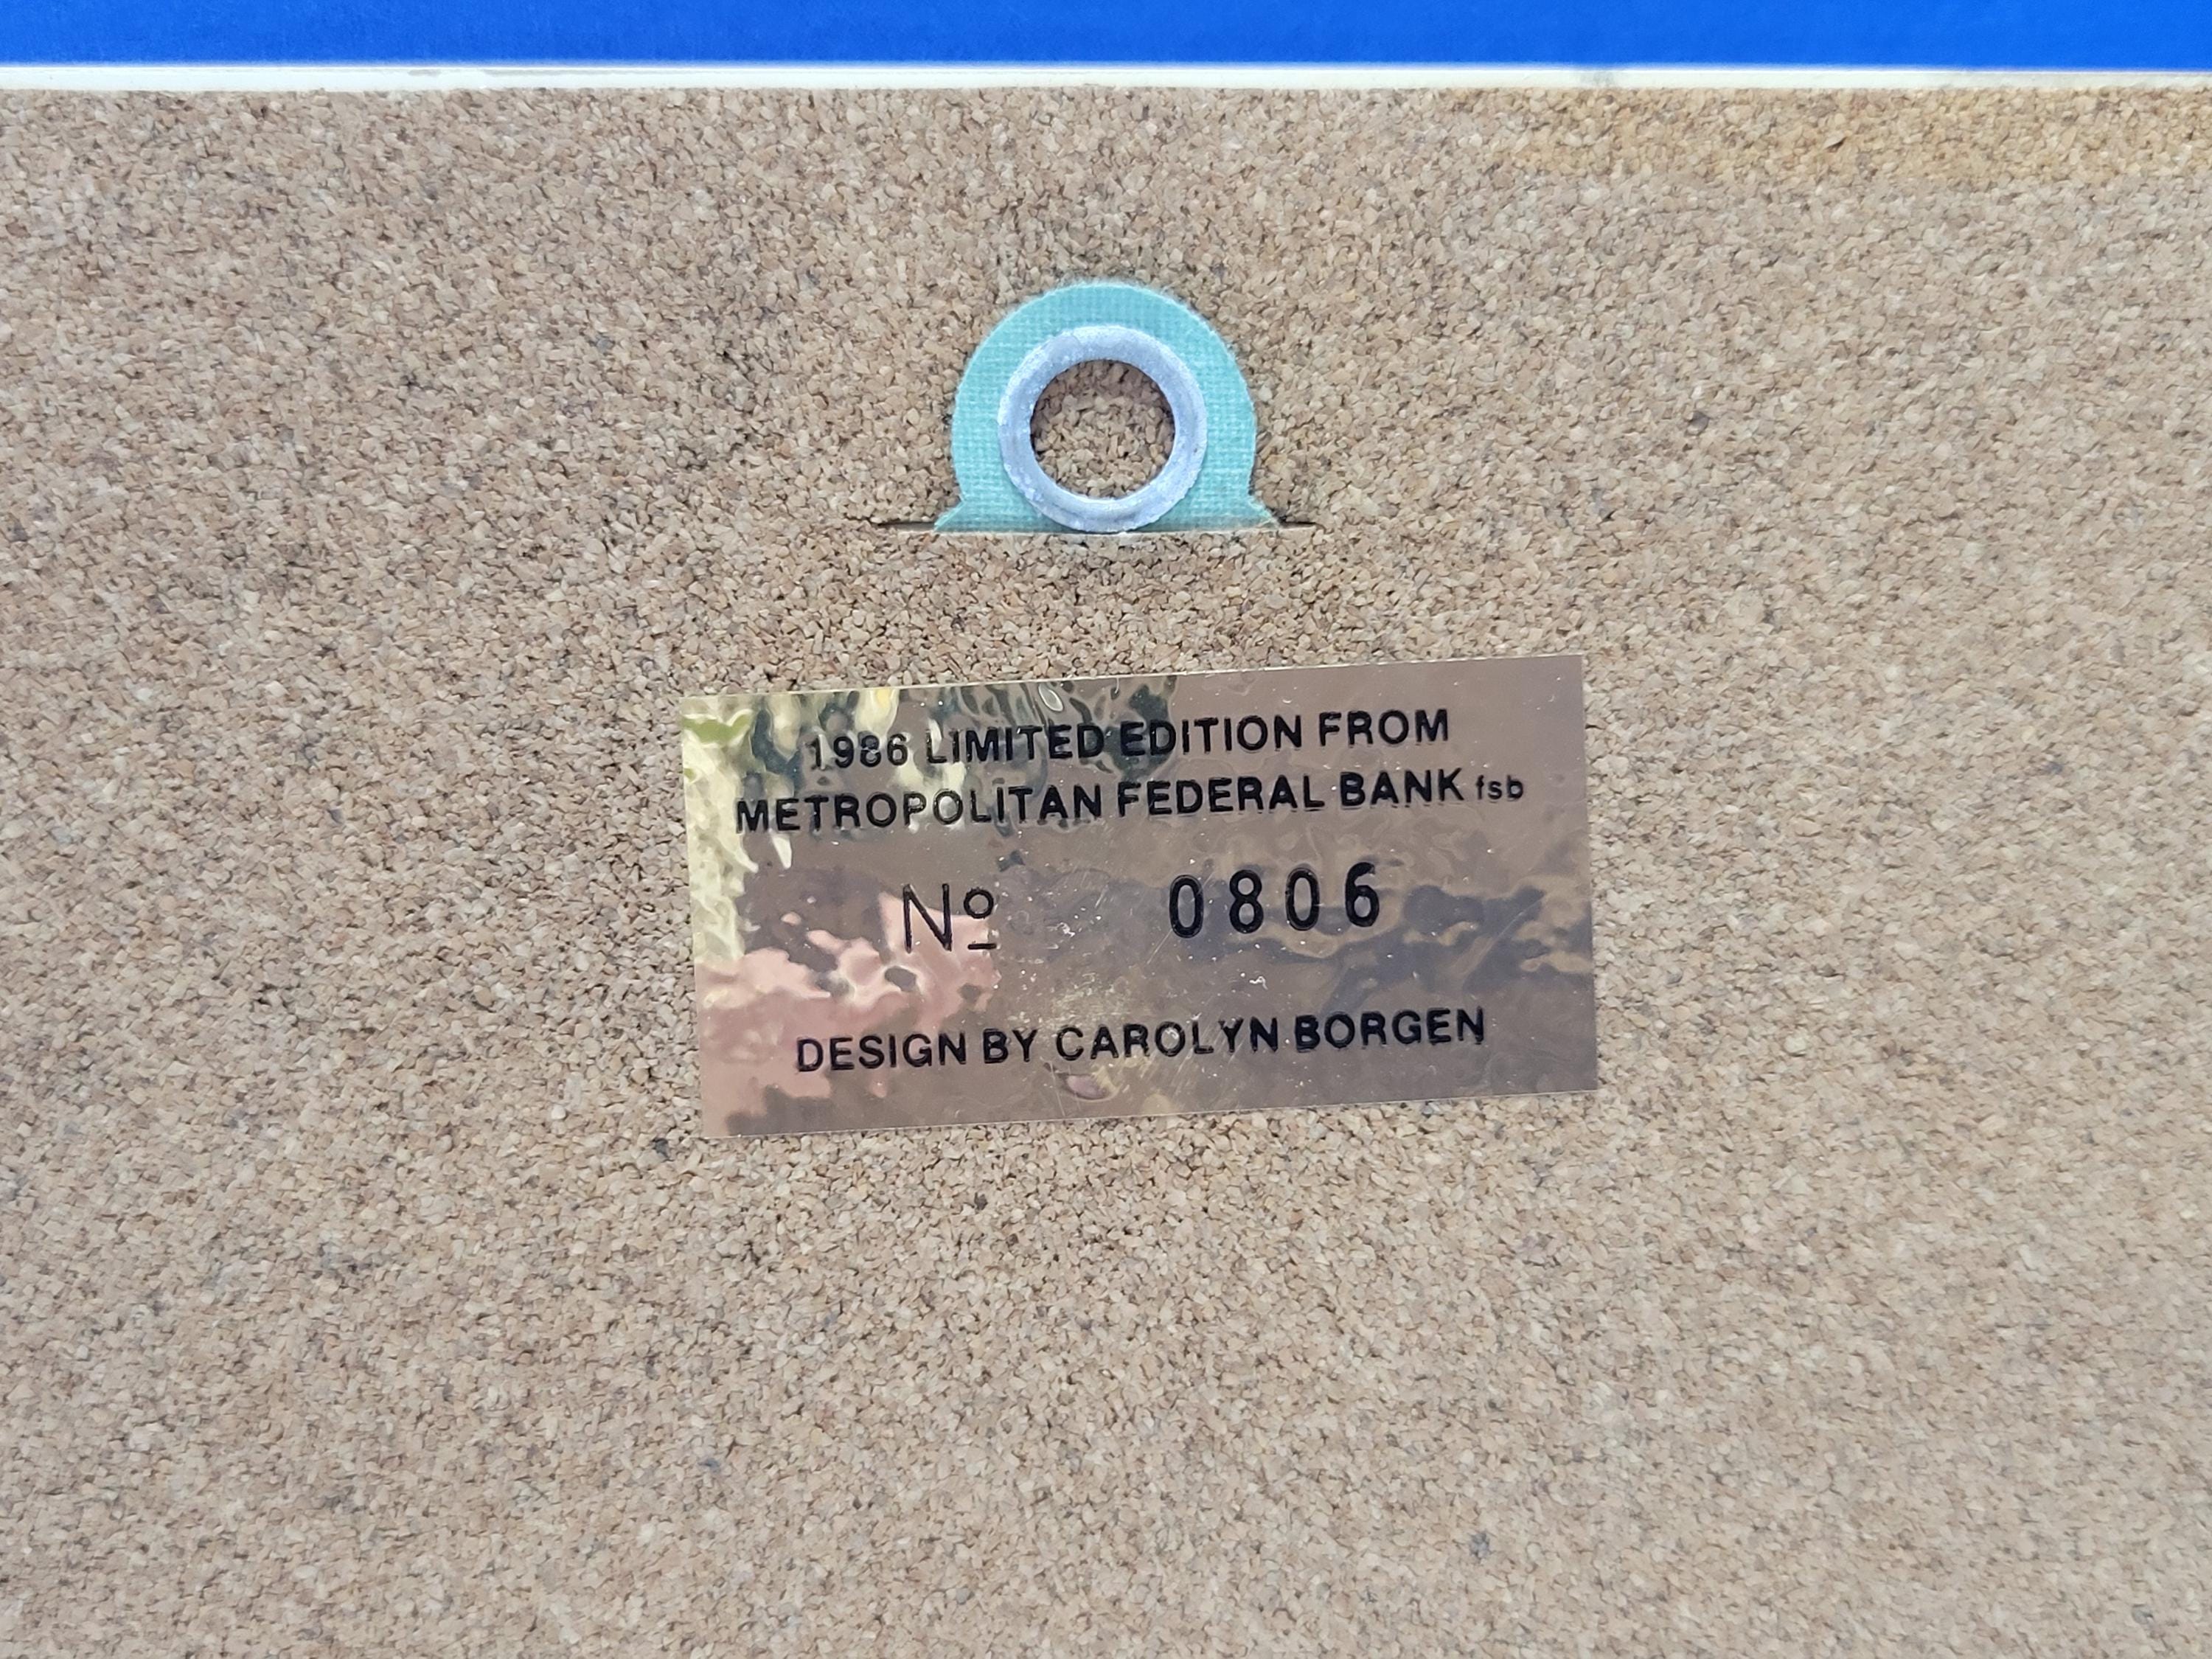 1986 LIMITED EDITION FROM
METROPOLITAN FEDERAL BANK fsb
Nº 0806
DESIGN BY CAROLYN BORGEN